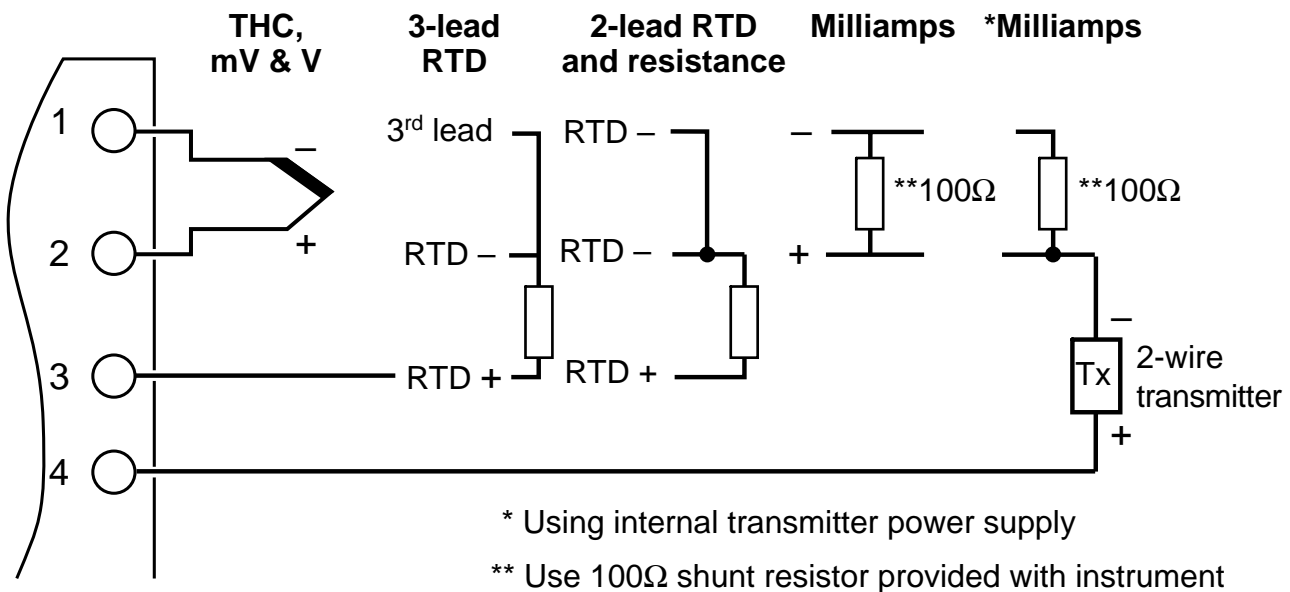 THC,
mV & V
3-lead
RTD
2-lead RTD
and resistance
Milliamps
*Milliamps
1
–
+
2
3
4
3rd lead
RTD –
RTD +
RTD –
RTD –
RTD +
–
**100Ω
+
**100Ω
–
Tx
+
2-wire
transmitter
* Using internal transmitter power supply
** Use 100Ω shunt resistor provided with instrument